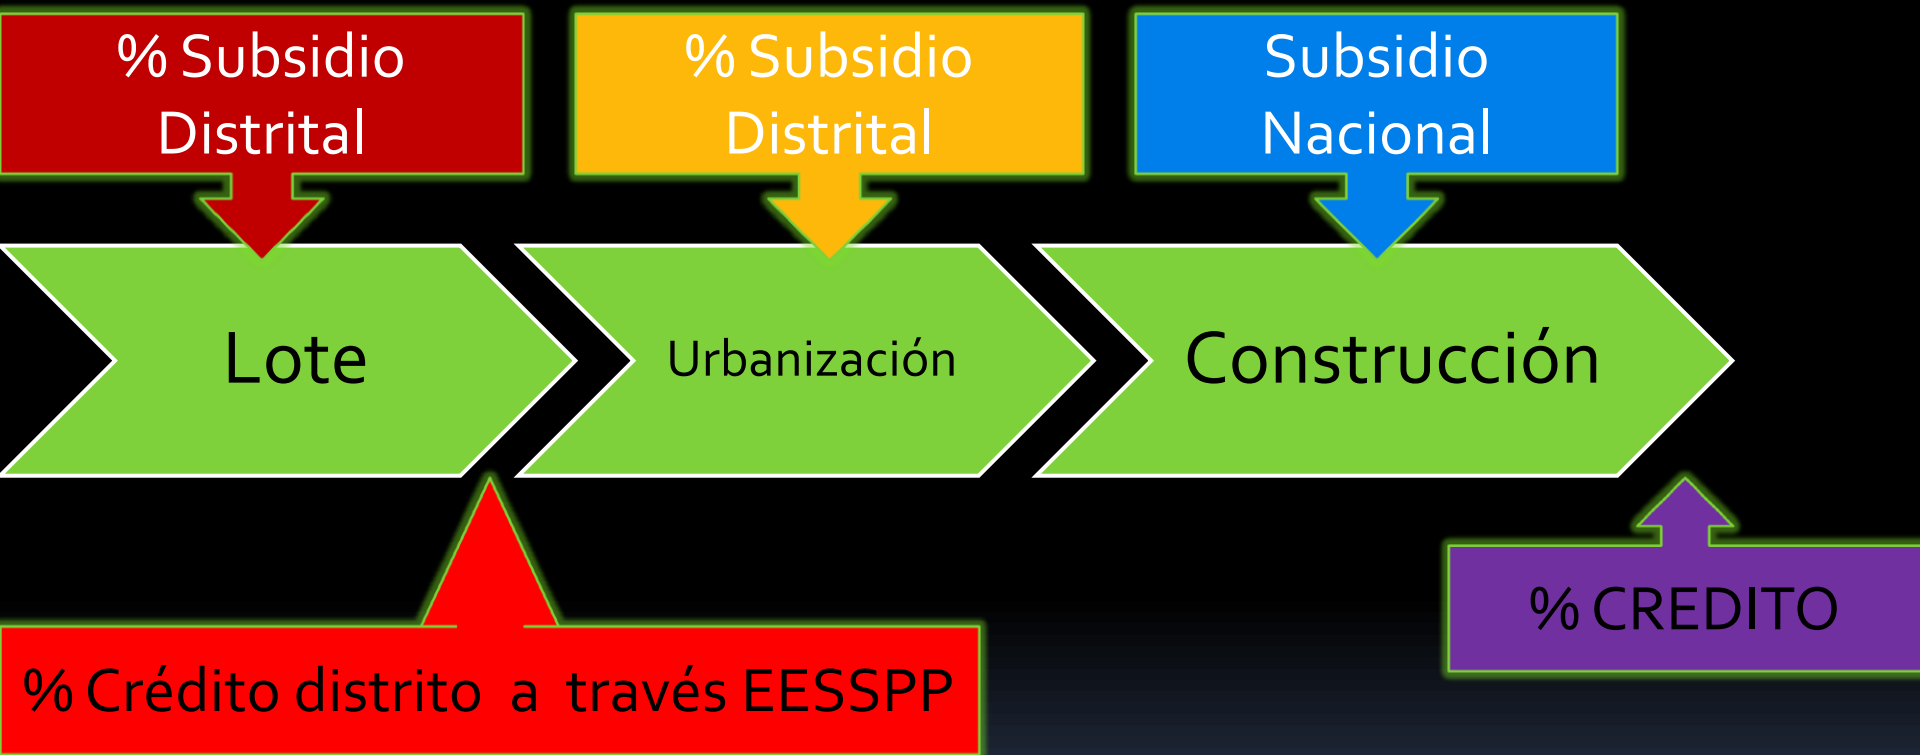 % Subsidio
Distrital
% Subsidio
Distrital
Subsidio
Nacional
Lote
Urbanización
Construcción
% CREDITO
% Crédito distrito a través EESSPP